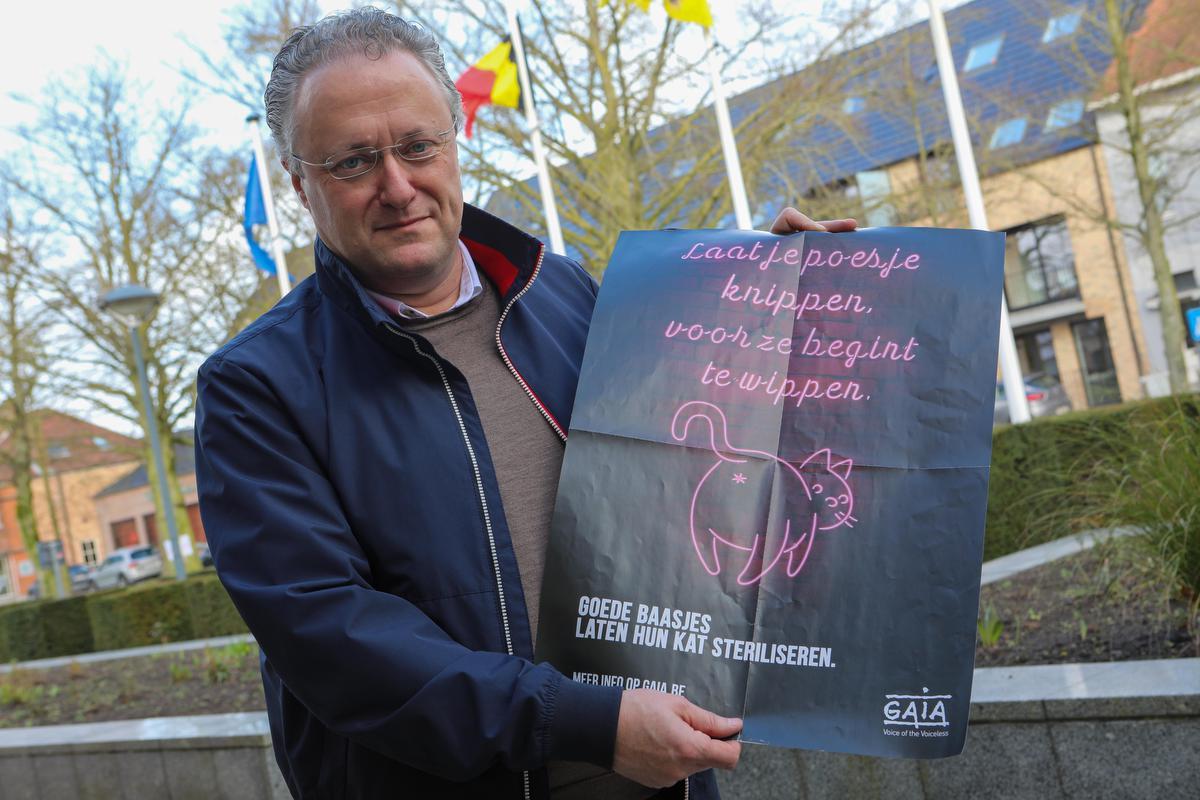 Laat je poesje
knippen,
voor ze begint
te wippen.
GOEDE BAASJES
LATEN HUN KAT STERILISEREN.
MEER INFO OP GAIA.BE
GAIA
Voice of the Voiceless